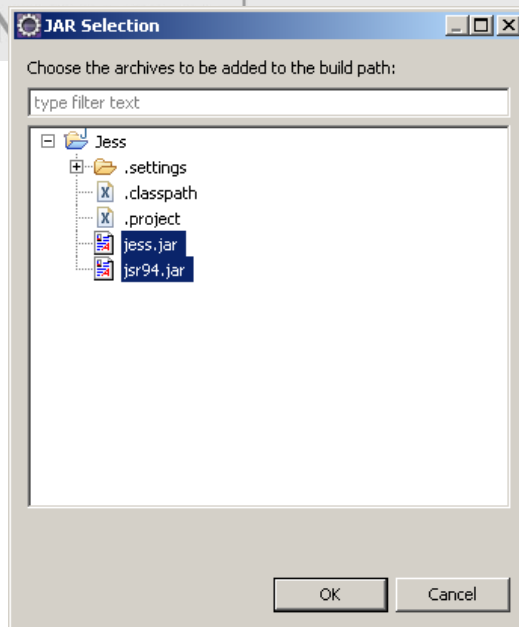 JAR Selection
Choose the archives to be added to the build path:
type filter text
Jess
.settings
.classpath
.project
jess.jar
jsr94.jar
OK
Cancel